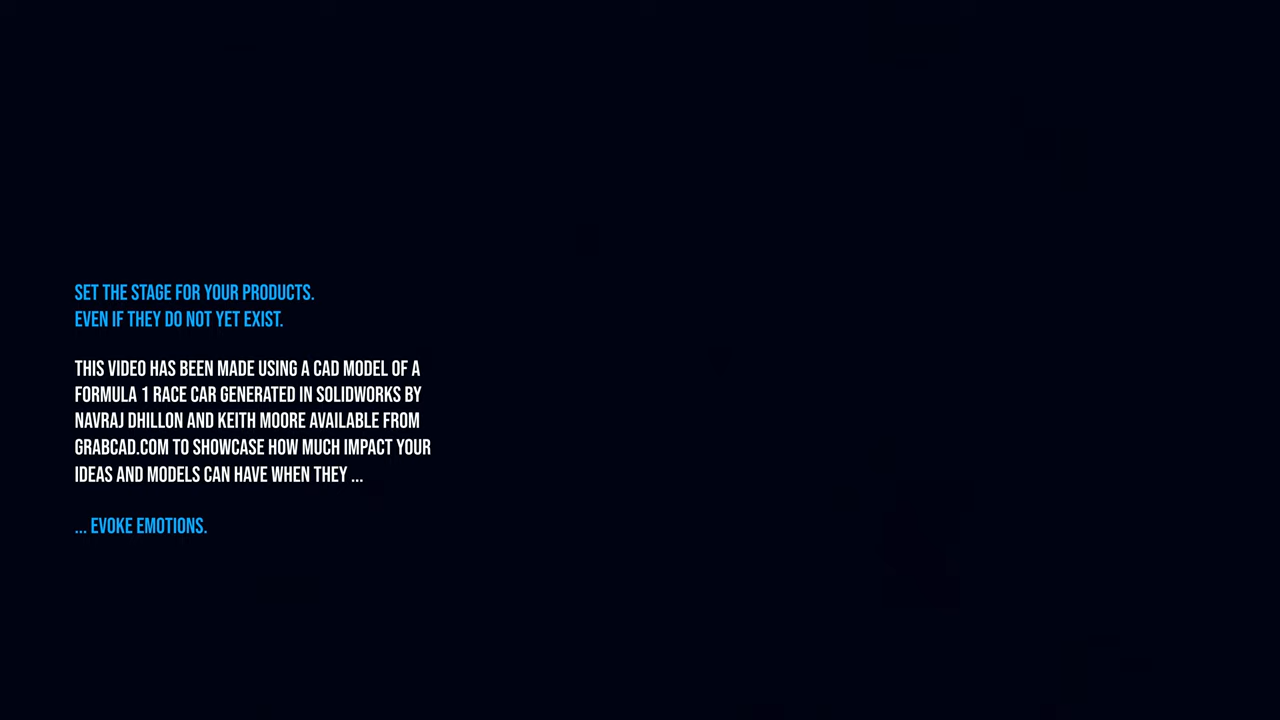 SET THE STAGE FOR YOUR PRODUCTS.
EVEN IF THEY DO NOT YET EXIST.
THIS VIDEO HAS BEEN MADE USING A CAD MODEL OF A
FORMULA 1 RACE CAR GENERATED IN SOLIDWORKS BY
NAVRAJ DHILLON AND KEITH MOORE AVAILABLE FROM
GRABCAD.COM TO SHOWCASE HOW MUCH IMPACT YOUR
IDEAS AND MODELS CAN HAVE WHEN THEY ...
... EVOKE EMOTIONS.